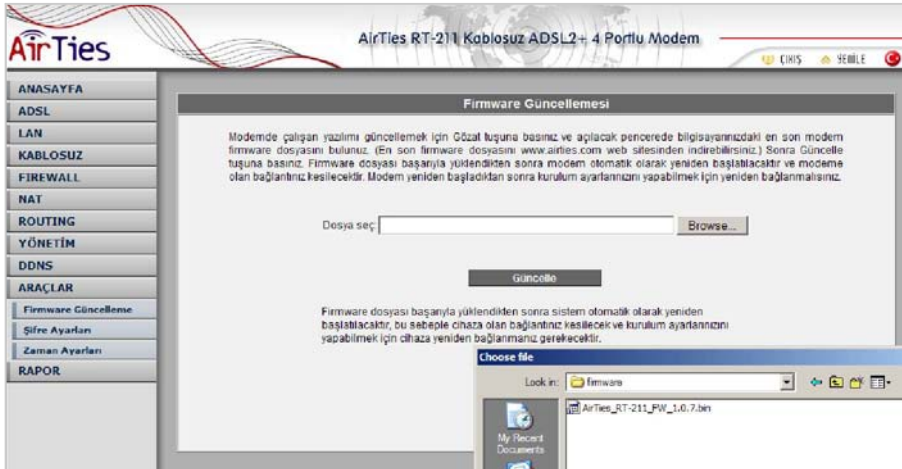 AirTies
AirTies RT-211 Kablosuz ADSL2+ 4 Portlu Modem
ÇIKIŞ YENİLE
ANASAYFA
ADSL
LAN
KABLOSUZ
FIREWALL
NAT
ROUTING
YÖNETİM
DDNS
ARAÇLAR
Firmware Güncelleme
Şifre Ayarları
Zaman Ayarları
RAPOR
Firmware Güncellemesi
Modemde çalışan yazılımı güncellemek için Gözat tuşuna basınız ve açılacak pencerede bilgisayarınızdaki en son modem
firmware dosyasını bulunuz. (En son firmware dosyasını www.airties.com web sitesinden indirebilirsiniz.) Sonra Güncelle
tuşuna basınız. Firmware dosyası başarıyla yüklendikten sonra modem otomatik olarak yeniden başlatılacaktır ve modeme
olan bağlantınız kesilecektir. Modem yeniden başladıktan sonra kurulum ayarlarınızı yapabilmek için yeniden bağlanmalısınız.
Dosya seç: Browse...
Güncelle
Firmware dosyası başarıyla yüklendikten sonra sistem otomatik olarak yeniden
başlatılacaktır, bu sebeple cihaza olan bağlantınız kesilecek ve kurulum ayarlarınızı
yapabilmek için cihaza yeniden bağlanmanız gerekecektir.
Choose file
Look in: firmware
AirTies_RT-211_FW_1.0.7.bin
My Recent
Documents